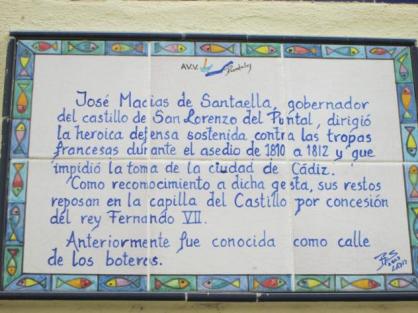 A.V.V. Puntales
José Macias de Santaella, gobernador
del castillo de San Lorenzo del Puntal, dirigió
la heroica defensa sostenida contra las tropas
francesas durante el asedio de 1810 a 1812 y que
impidió la toma de la ciudad de Cádiz.
Como reconocimiento a dicha gesta, sus restos
reposan en la capilla del Castillo por concesión
del rey Fernando VII.
Anteriormente fue conocida como calle
de los boteros.